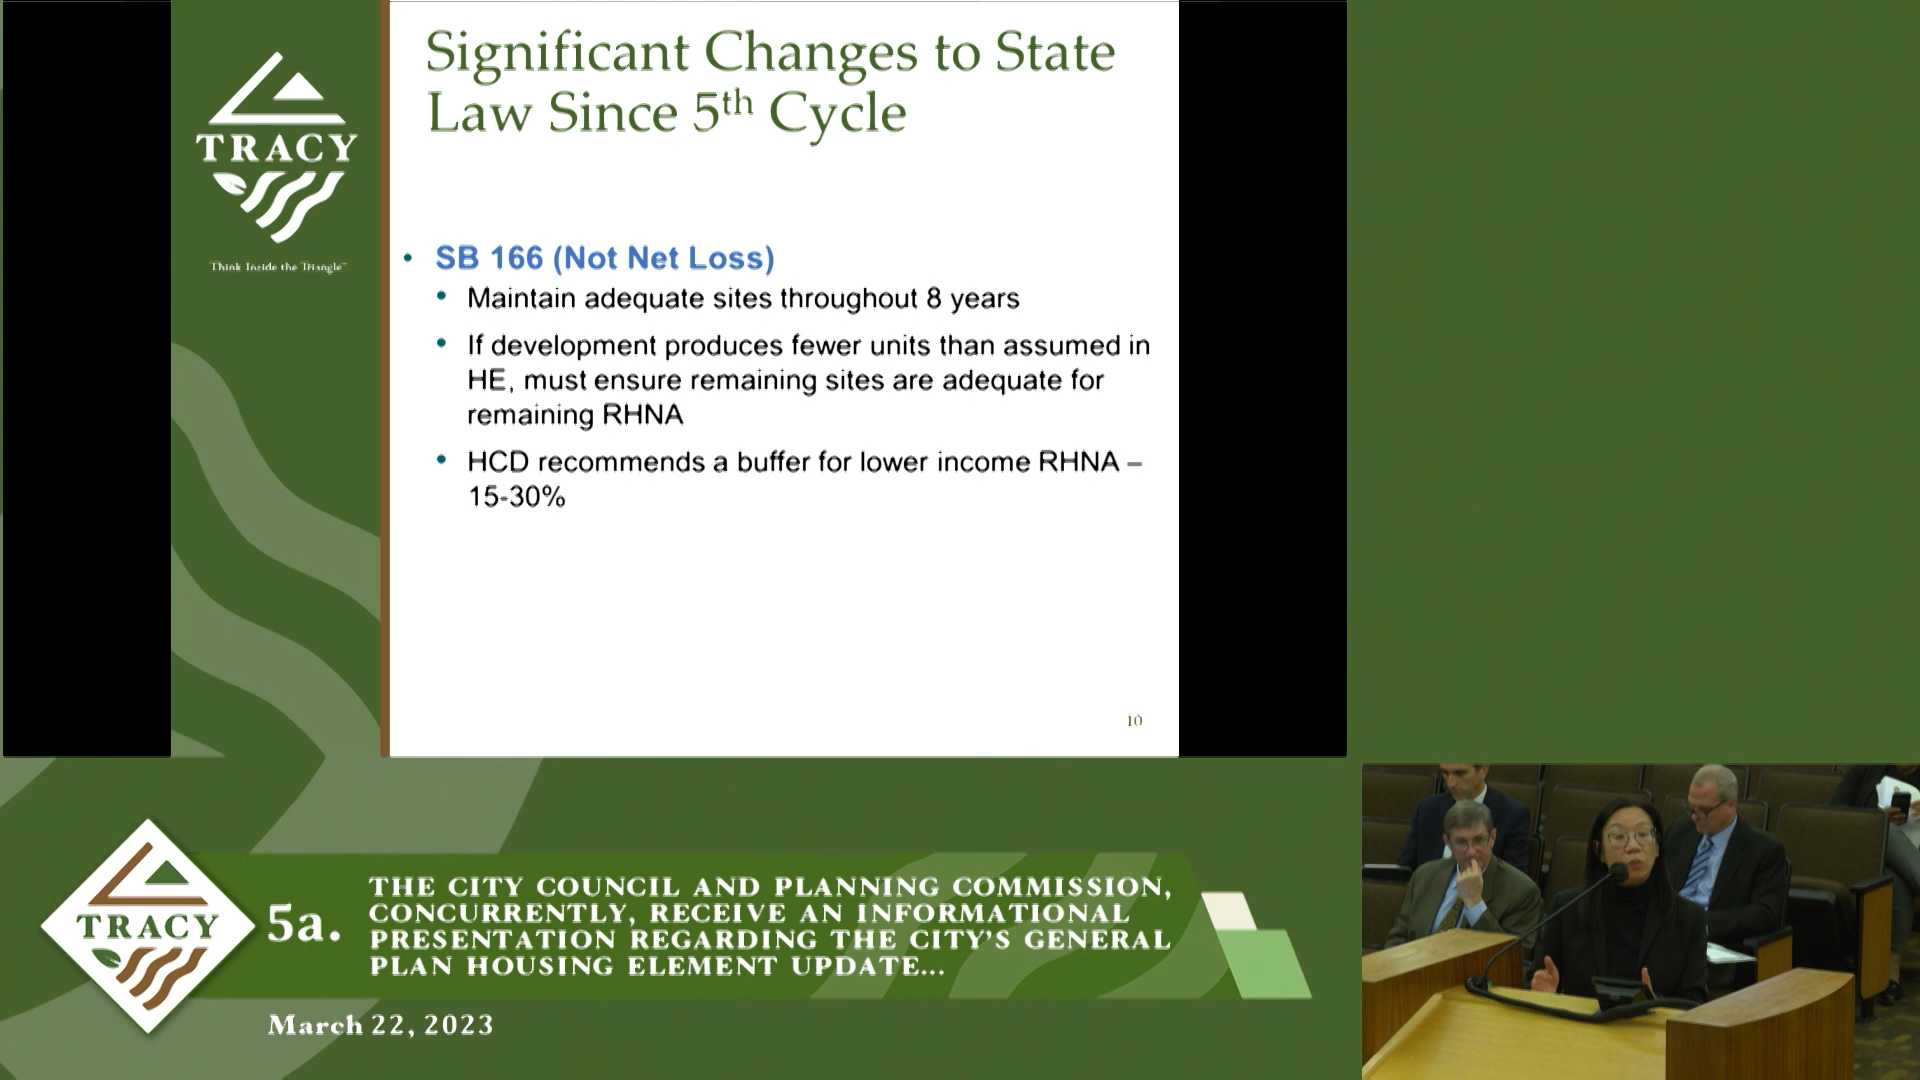 Significant Changes to State
Law Since 5th Cycle
TRACY
Think Inside the Triangle™
• SB 166 (Not Net Loss)
• Maintain adequate sites throughout 8 years
• If development produces fewer units than assumed in
HE, must ensure remaining sites are adequate for
remaining RHNA
• HCD recommends a buffer for lower income RHNA –
15-30%
10
TRACY
5a.
THE CITY COUNCIL AND PLANNING COMMISSION,
CONCURRENTLY, RECEIVE AN INFORMATIONAL
PRESENTATION REGARDING THE CITY'S GENERAL
PLAN HOUSING ELEMENT UPDATE...
March 22, 2023